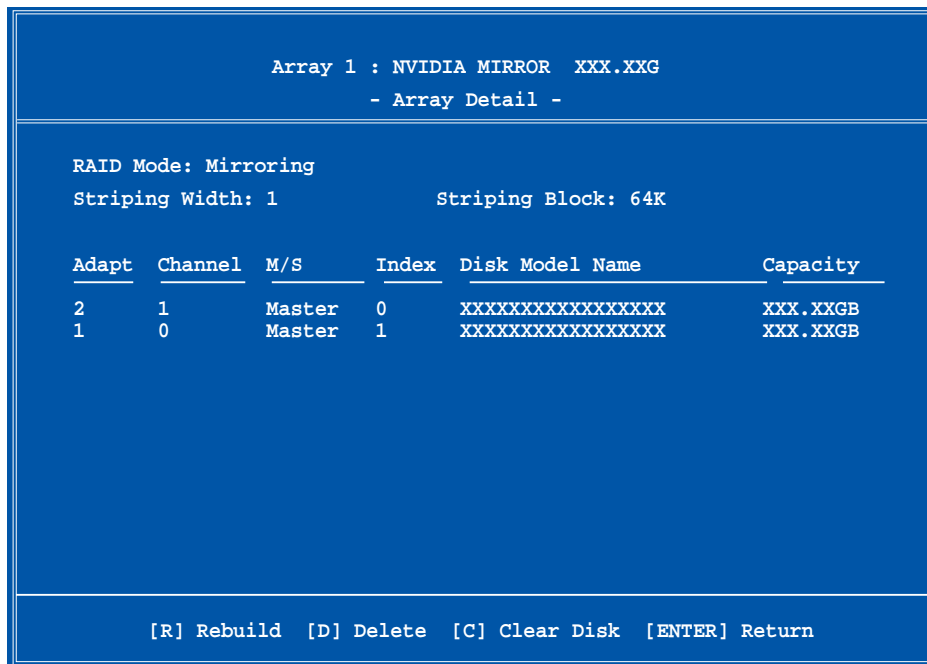 Array 1 : NVIDIA MIRROR XXX.XXG
- Array Detail -
RAID Mode: Mirroring
Striping Width: 1 Striping Block: 64K
Adapt Channel M/S Index Disk Model Name Capacity
2 1 Master 0 XXXXXXXXXXXXXXXXX XXX.XXGB
1 0 Master 1 XXXXXXXXXXXXXXXXX XXX.XXGB
[R] Rebuild [D] Delete [C] Clear Disk [ENTER] Return